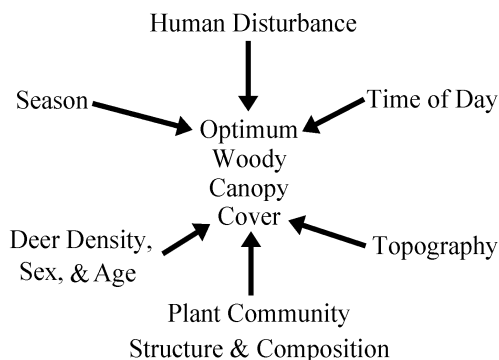 Human Disturbance
Season
Time of Day
Optimum
Woody
Canopy
Cover
Deer Density,
Sex, & Age
Topography
Plant Community
Structure & Composition